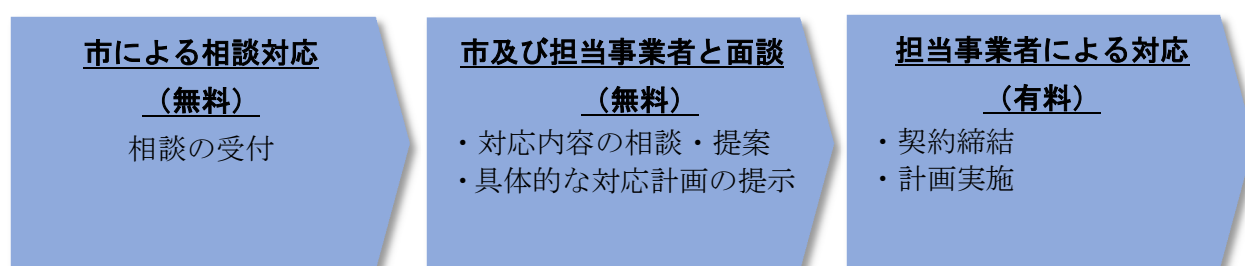 市による相談対応
(無料)
相談の受付
市及び担当事業者と面談
(無料)
・対応内容の相談・提案
・具体的な対応計画の提示
担当事業者による対応
(有料)
・契約締結
・計画実施